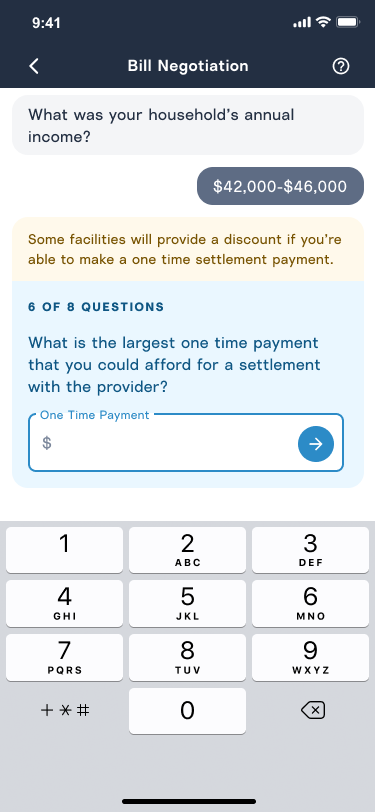 9:41
Bill Negotiation
What was your household's annual
income?
$42,000-$46,000
Some facilities will provide a discount if you're
able to make a one time settlement payment.
6 OF 8 QUESTIONS
What is the largest one time payment
that you could afford for a settlement
with the provider?
One Time Payment
$
1
2
ABC
3
DEF
4
GHI
5
JKL
6
MNO
7
PQRS
8
TUV
9
WXYZ
+*#
0